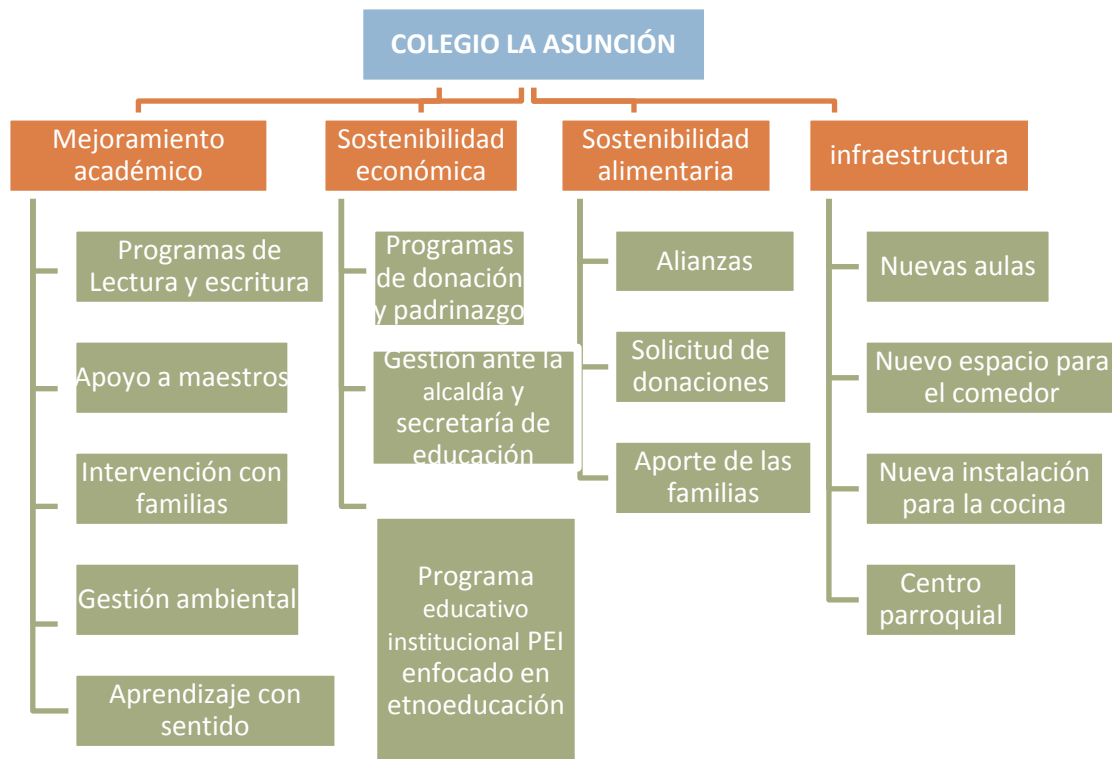 COLEGIO LA ASUNCIÓN
Mejoramiento
académico
Programas de
Lectura y escritura
Apoyo a maestros
Intervención con
familias
Gestión ambiental
Aprendizaje con
sentido
Sostenibilidad
económica
Programas
de donación
y padrinazgo
Gestión ante la
alcaldía y
secretaría de
educación
Programa
educativo
institucional PEI
enfocado en
etnoeducación
Sostenibilidad
alimentaria
Alianzas
Solicitud de
donaciones
Aporte de las
familias
infraestructura
Nuevas aulas
Nuevo espacio para
el comedor
Nueva instalación
para la cocina
Centro
parroquial